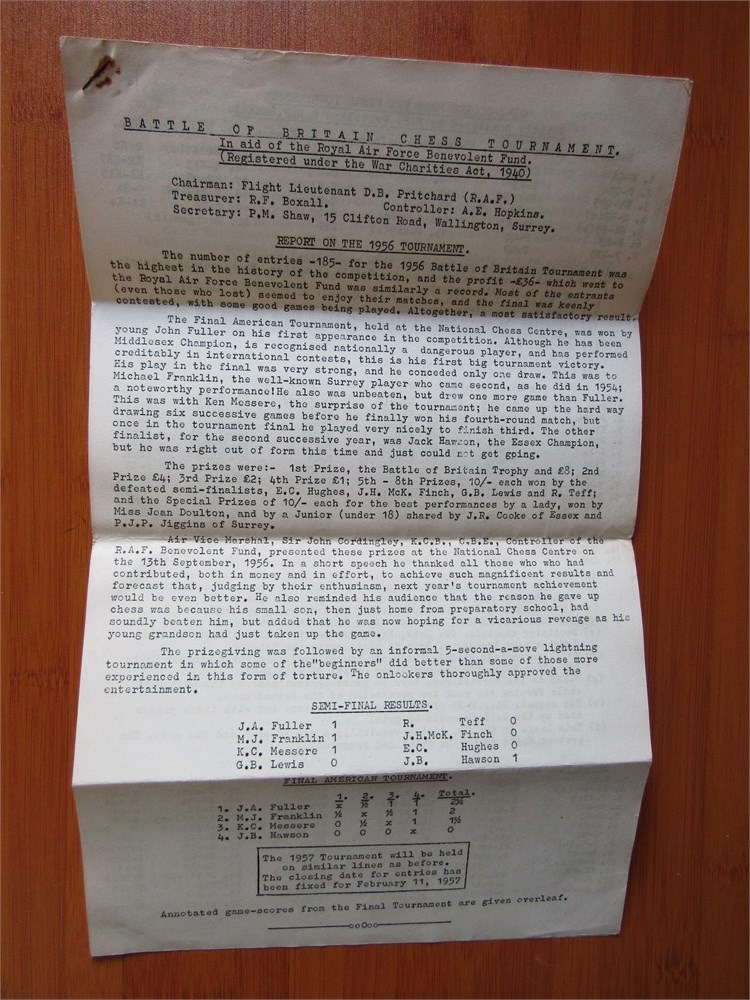 BATTLE OF BRITAIN CHESS TOURNAMENT.
In aid of the Royal Air Force Benevolent Fund.
(Registered under the War Charities Act, 1940)
Chairman: Flight Lieutenant D.B. Pritchard (R.A.F.)
Treasurer: R.F. Boxall. Controller: A.E. Hopkins.
Secretary: P.M. Shaw, 15 Clifton Road, Wallington, Surrey.
REPORT ON THE 1956 TOURNAMENT.
The number of entries -185- for the 1956 Battle of Britain Tournament was
the highest in the history of the competition, and the profit -£36- which went to
the Royal Air Force Benevolent Fund was similarly a record. Most of the entrants
(even those who lost) seemed to enjoy their matches, and the final was keenly
contested, with some good games being played. Altogether, a most satisfactory result.
The Final American Tournament, held at the National Chess Centre, was won by
young John Fuller on his first appearance in the competition. Although he has been
Middlesex Champion, is recognised nationally a dangerous player, and has performed
creditably in international contests, this is his first big tournament victory.
His play in the final was very strong, and he conceded only one draw. This was to
Michael Franklin, the well-known Surrey player who came second, as he did in 1954;
a noteworthy performance! He also was unbeaten, but drew one more game than Fuller.
This was with Ken Messere, the surprise of the tournament; he came up the hard way
drawing six successive games before he finally won his fourth-round match, but
once in the tournament final he played very nicely to finish third. The other
finalist, for the second successive year, was Jack Hawson, the Essex Champion,
but he was right out of form this time and just could not get going.
The prizes were:- 1st Prize, the Battle of Britain Trophy and £8; 2nd
Prize £4; 3rd Prize £2; 4th Prize £1; 5th - 8th Prizes, 10/- each won by the
defeated semi-finalists, E.C. Hughes, J.H. McK. Finch, G.B. Lewis and R. Teff;
and the Special Prizes of 10/- each for the best performances by a lady, won by
Miss Joan Doulton, and by a Junior (under 18) shared by J.R. Cooke of Essex and
P.J.P. Jiggins of Surrey.
Air Vice Marshal, Sir John Cordingley, K.C.B., C.B.E., Controller of the
R.A.F. Benevolent Fund, presented these prizes at the National Chess Centre on
the 13th September, 1956. In a short speech he thanked all those who who had
contributed, both in money and in effort, to achieve such magnificent results and
forecast that, judging by their enthusiasm, next year's tournament achievement
would be even better. He also reminded his audience that the reason he gave up
chess was because his small son, then just home from preparatory school, had
soundly beaten him, but added that he was now hoping for a vicarious revenge as his
young grandson had just taken up the game.
The prizegiving was followed by an informal 5-second-a-move lightning
tournament in which some of the"beginners" did better than some of those more
experienced in this form of torture. The onlookers thoroughly approved the
entertainment.
SEMI-FINAL RESULTS.
J.A. Fuller 1 R. Teff 0
M.J. Franklin 1 J.H.McK. Finch 0
K.C. Messere 1 E.C. Hughes 0
G.B. Lewis 0 J.B. Hawson 1
FINAL AMERICAN TOURNAMENT.
1. 2. 3. 4. Total.
1. J.A. Fuller x ½ 1 1 2½
2. M.J. Franklin ½ x ½ 1 2
3. K.C. Messere 0 ½ x 1 1½
4. J.B. Hawson 0 0 0 x 0
The 1957 Tournament will be held
on similar lines as before.
The closing date for entries has
been fixed for February 11, 1957
Annotated game-scores from the Final Tournament are given overleaf.
ooOoo